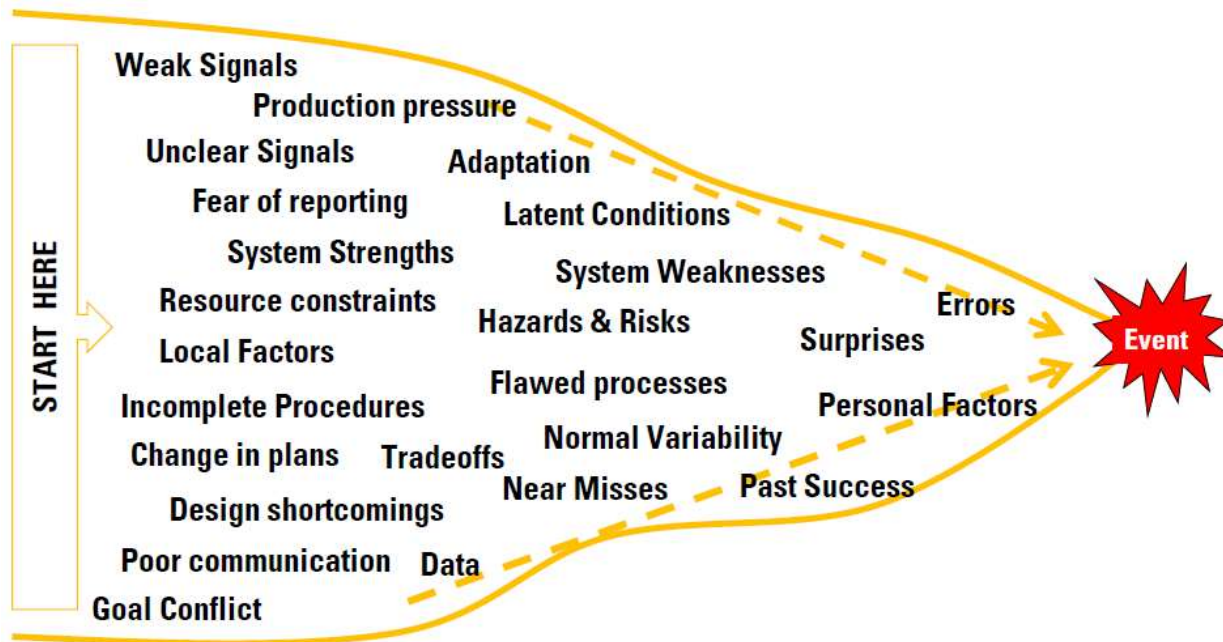 START HERE
Weak Signals
Production pressure
Unclear Signals
Adaptation
Fear of reporting
Latent Conditions
System Strengths
System Weaknesses
Resource constraints
Errors
Hazards & Risks
Surprises
Event
Local Factors
Flawed processes
Incomplete Procedures
Personal Factors
Normal Variability
Change in plans
Tradeoffs
Near Misses
Past Success
Design shortcomings
Poor communication
Data
Goal Conflict